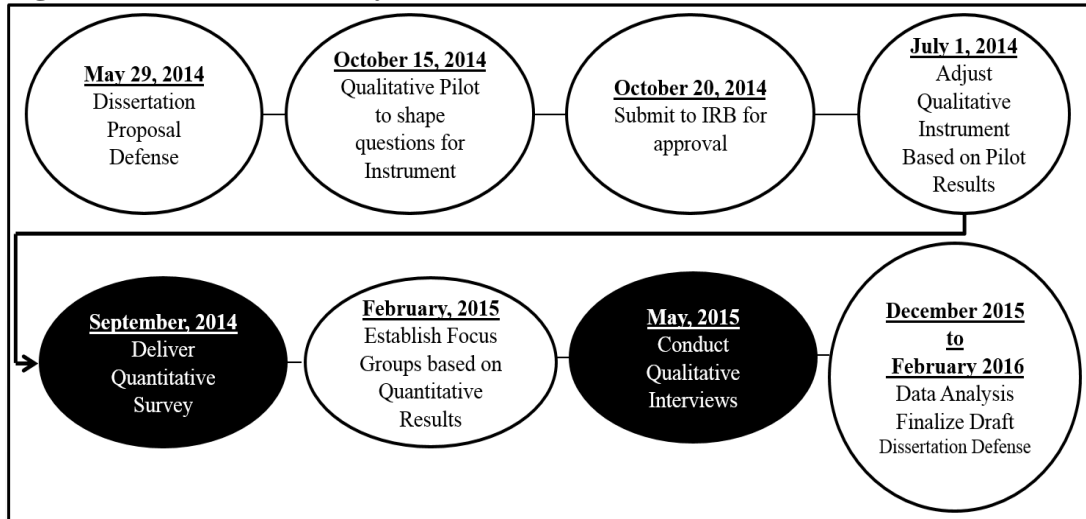 May 29, 2014
Dissertation
Proposal
Defense
October 15, 2014
Qualitative Pilot
to shape
questions for
Instrument
October 20, 2014
Submit to IRB for
approval
July 1, 2014
Adjust
Qualitative
Instrument
Based on Pilot
Results
September, 2014
Deliver
Quantitative
Survey
February, 2015
Establish Focus
Groups based on
Quantitative
Results
May, 2015
Conduct
Qualitative
Interviews
December 2015
to
February 2016
Data Analysis
Finalize Draft
Dissertation Defense